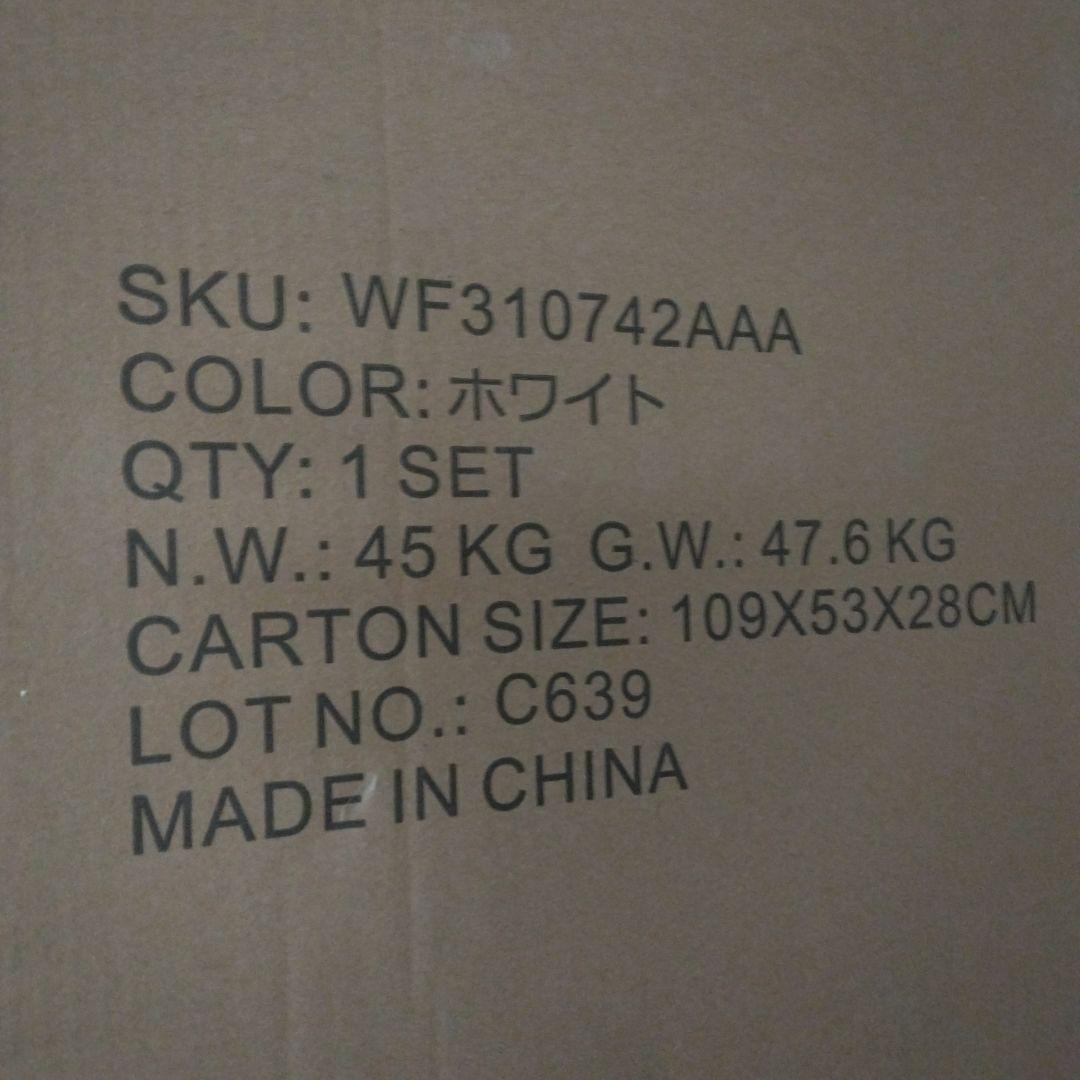 SKU: WF310742AAA
COLOR: ホワイト
QTY: 1 SET
N.W.: 45 KG G.W.: 47.6 KG
CARTON SIZE: 109X53X28CM
LOT NO.: C639
MADE IN CHINA